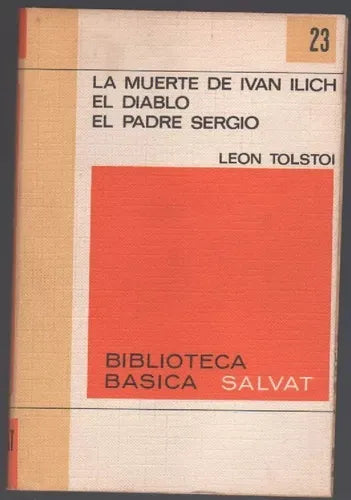 23
LA MUERTE DE IVAN ILICH
EL DIABLO
EL PADRE SERGIO
LEON TOLSTOI
BIBLIOTECA
BASICA SALVAT